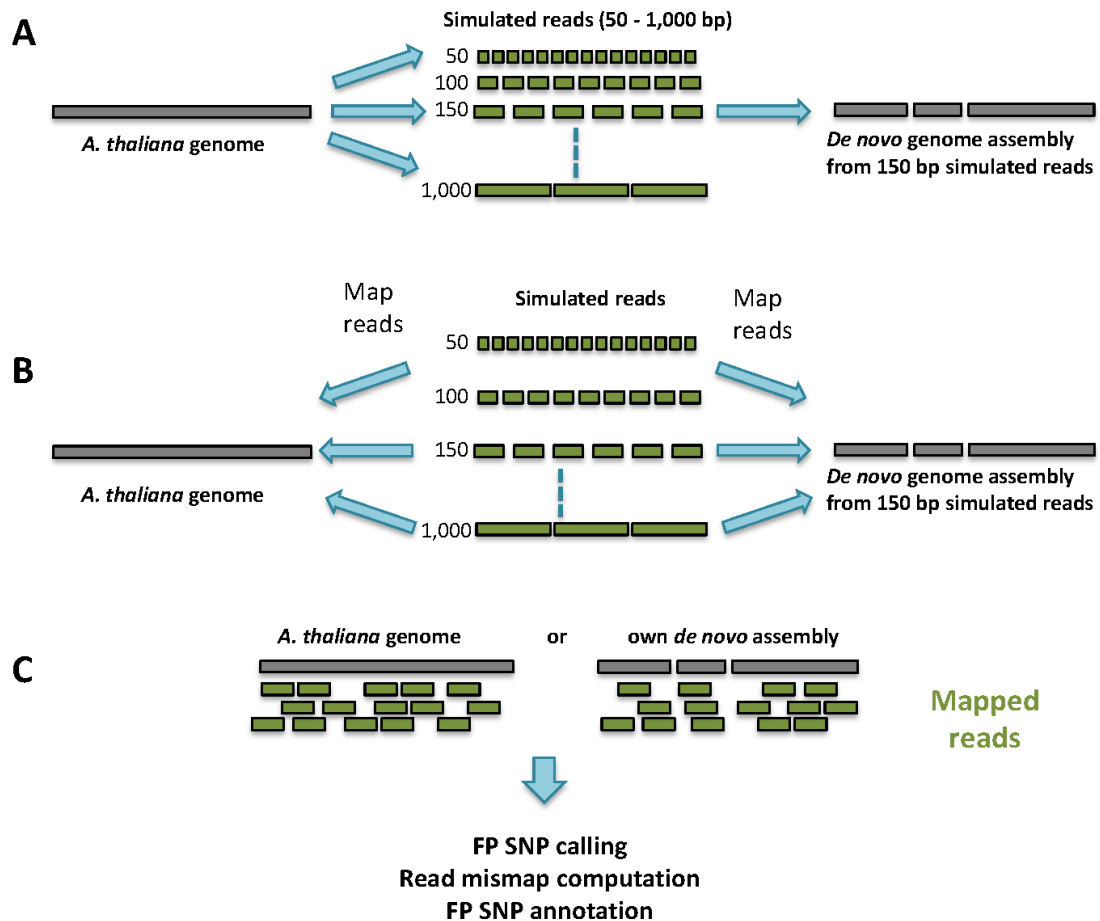 A
Simulated reads (50 - 1,000 bp)
50
100
150
1,000
A. thaliana genome
De novo genome assembly
from 150 bp simulated reads
B
Map
reads
Simulated reads
Map
reads
50
100
150
1,000
A. thaliana genome
De novo genome assembly
from 150 bp simulated reads
C
A. thaliana genome or own de novo assembly
Mapped
reads
FP SNP calling
Read mismap computation
FP SNP annotation